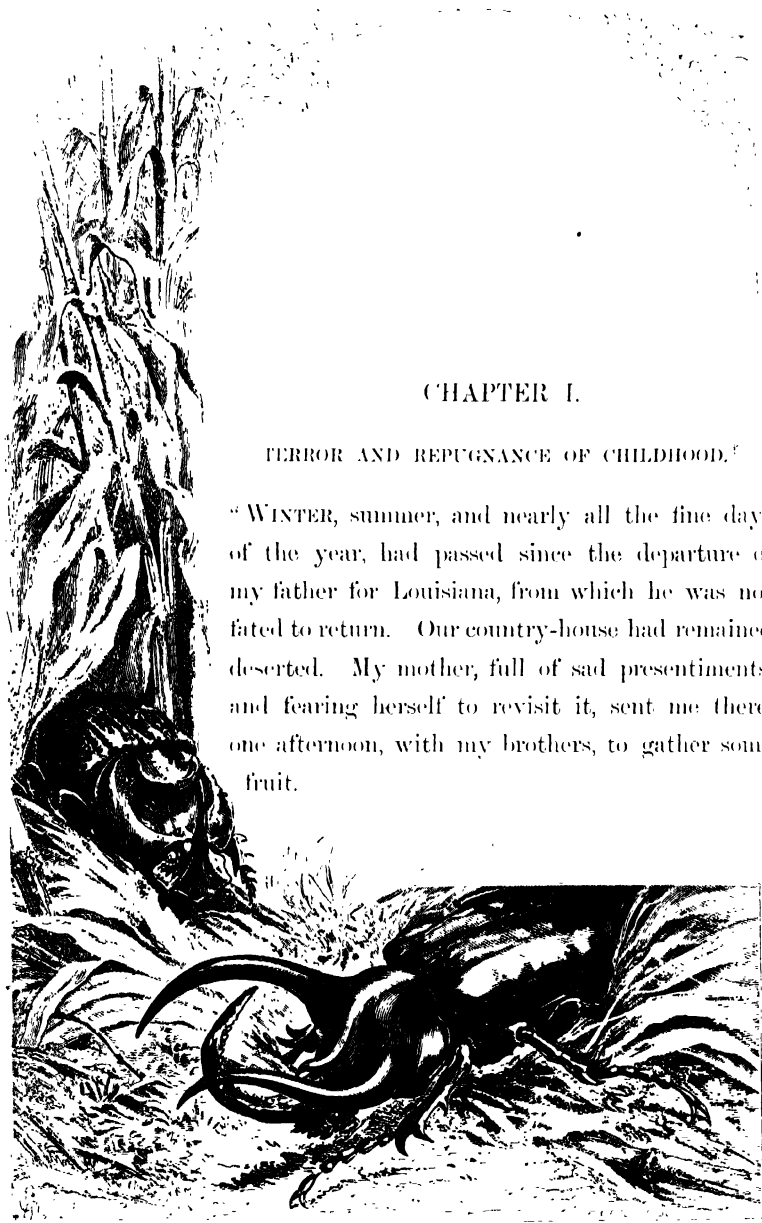 CHAPTER I.
TERROR AND REPUGNANCE OF CHILDHOOD.
“WINTER, summer, and nearly all the fine day
of the year, had passed since the departure
my father for Louisiana, from which he was no
fated to return. Our country-house had remaine
deserted. My mother, full of sad presentiments
and fearing herself to revisit it, sent me there
one afternoon, with my brothers, to gather som
fruit.